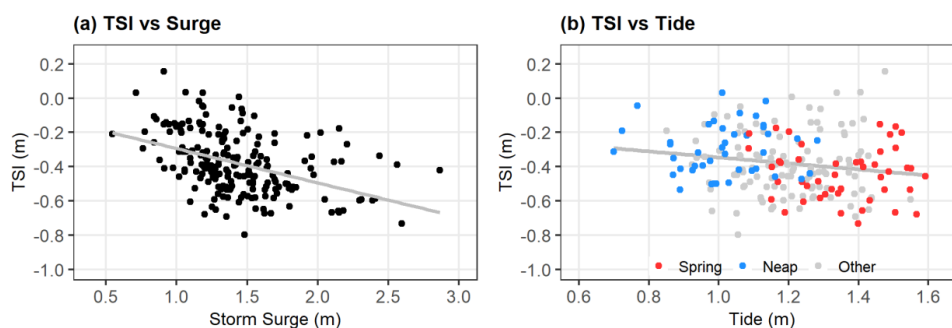 (a) TSI vs Surge
TSI (m)
0.2
0.0
-0.2
-0.4
-0.6
-0.8
-1.0
0.5 1.0 1.5 2.0 2.5 3.0
Storm Surge (m)
(b) TSI vs Tide
TSI (m)
0.2
0.0
-0.2
-0.4
-0.6
-0.8
-1.0
Spring Neap Other
0.6 0.8 1.0 1.2 1.4 1.6
Tide (m)